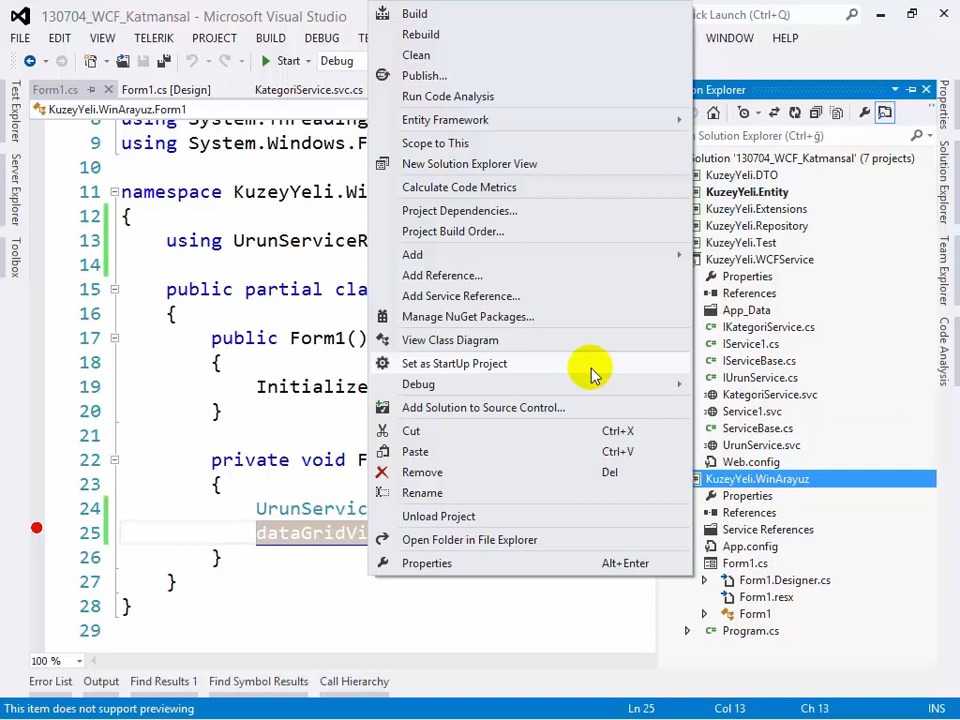 130704_WCF_Katmansal - Microsoft Visual Studio
ick Launch (Ctrl+Q)
FILE EDIT VIEW TELERIK PROJECT BUILD DEBUG
WINDOW HELP
Start Debug
Form1.cs Form1.cs [Design] KategoriService.svc.cs
KuzeyYeli.WinArayuz.Form1
Test Explorer
Server Explorer
Toolbox
8 using System.Threading
9 using System.Windows.F
10
11 namespace KuzeyYeli.Wi
12 {
13 using UrunServiceR
14
15 public partial cla
16 {
17 public Form1()
18 {
19 Initialize
20 }
21
22 private void F
23 {
24 UrunServic
25 dataGridVi
26 }
27 }
28 }
29
100 %
Build
Rebuild
Clean
Publish...
Run Code Analysis
Entity Framework
Scope to This
New Solution Explorer View
Calculate Code Metrics
Project Dependencies...
Project Build Order...
Add
Add Reference...
Add Service Reference...
Manage NuGet Packages...
View Class Diagram
Set as StartUp Project
Debug
Add Solution to Source Control...
Cut Ctrl+X
Paste Ctrl+V
Remove Del
Rename
Unload Project
Open Folder in File Explorer
Properties Alt+Enter
on Explorer
Solution Explorer (Ctrl+ğ)
Solution '130704_WCF_Katmansal' (7 projects)
KuzeyYeli.DTO
KuzeyYeli.Entity
KuzeyYeli.Extensions
KuzeyYeli.Repository
KuzeyYeli.Test
KuzeyYeli.WCFService
Properties
References
App_Data
IKategoriService.cs
IService1.cs
IServiceBase.cs
IUrunService.cs
KategoriService.svc
Service1.svc
ServiceBase.cs
UrunService.svc
Web.config
KuzeyYeli.WinArayuz
Properties
References
Service References
App.config
Form1.cs
Form1.Designer.cs
Form1.resx
Form1
Program.cs
Properties
Solution Explorer
Team Explorer
Code Analysis
Error List Output Find Results 1 Find Symbol Results Call Hierarchy
This item does not support previewing Ln 25 Col 13 Ch 13 INS